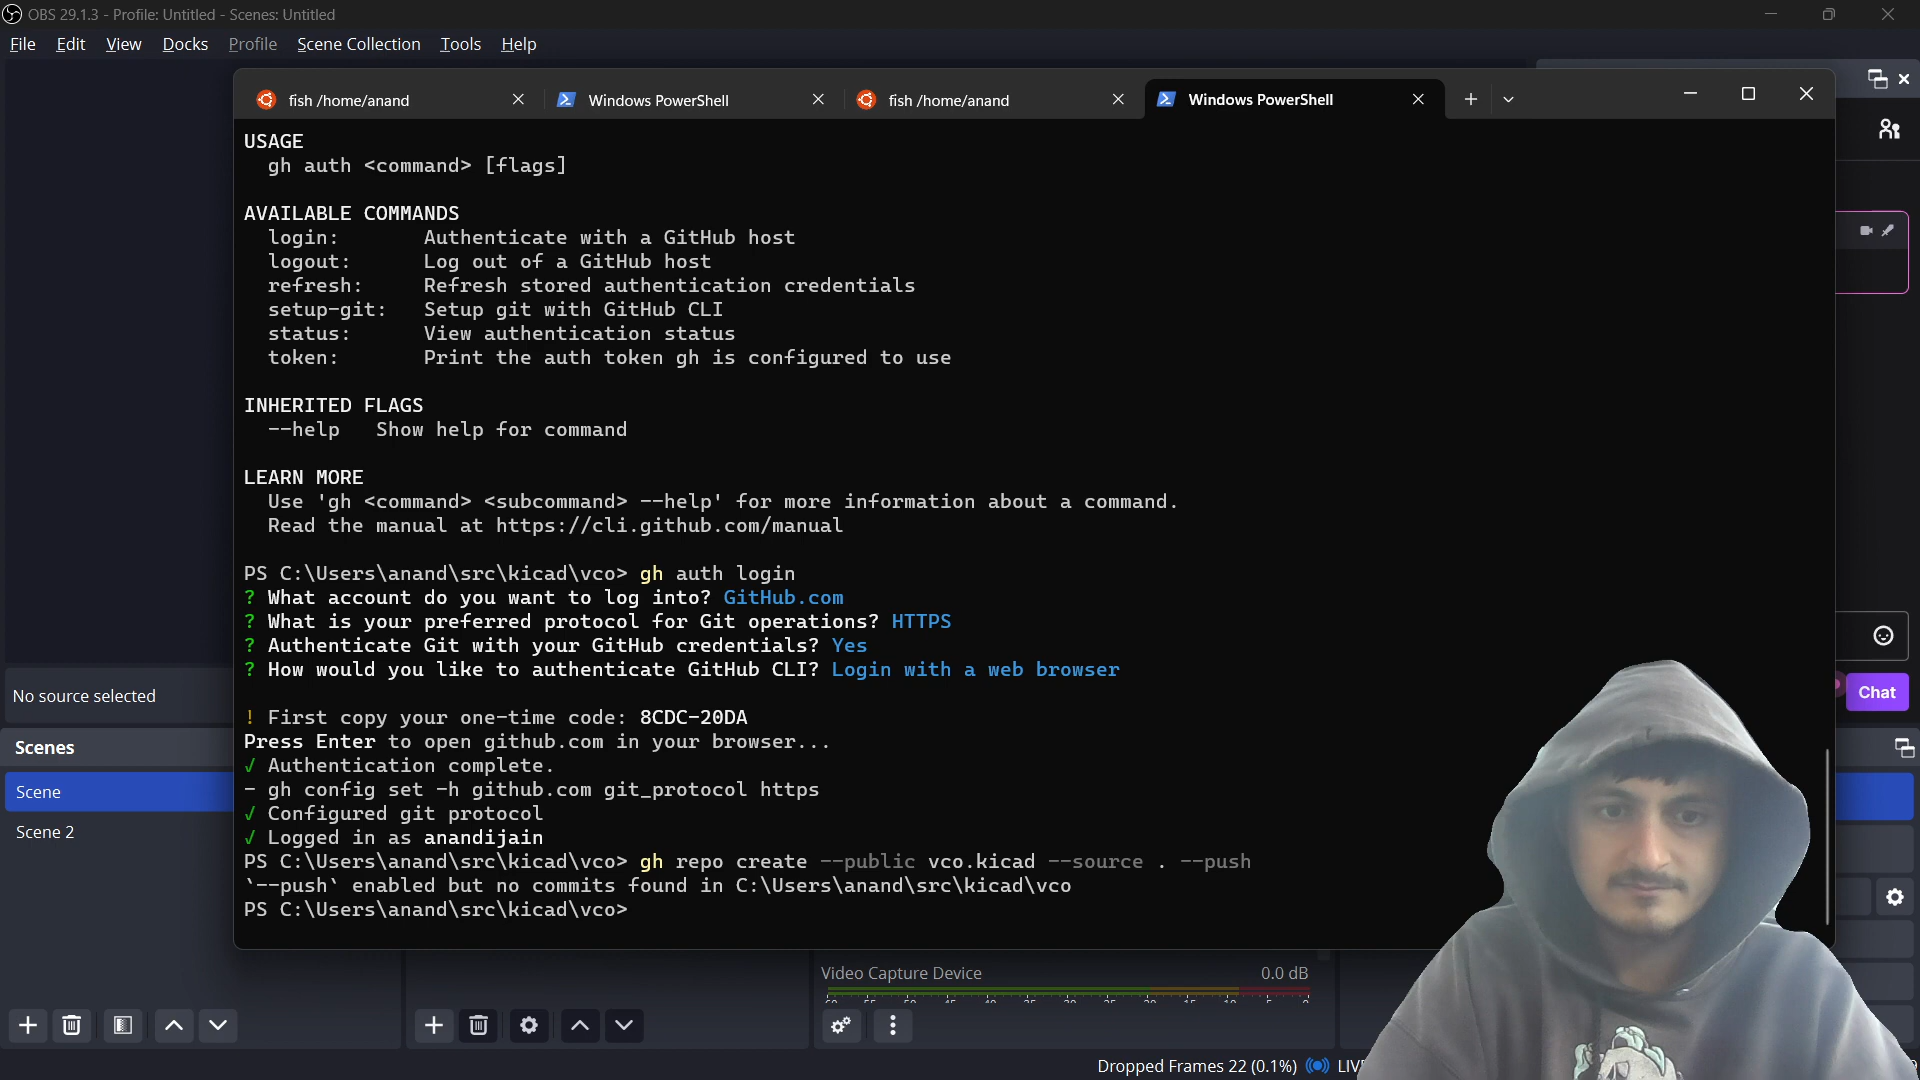 OBS 29.1.3 - Profile: Untitled - Scenes: Untitled
File Edit View Docks Profile Scene Collection Tools Help
fish /home/anand
Windows PowerShell
fish /home/anand
Windows PowerShell
USAGE
gh auth <command> [flags]
AVAILABLE COMMANDS
login: Authenticate with a GitHub host
logout: Log out of a GitHub host
refresh: Refresh stored authentication credentials
setup-git: Setup git with GitHub CLI
status: View authentication status
token: Print the auth token gh is configured to use
INHERITED FLAGS
--help Show help for command
LEARN MORE
Use 'gh <command> <subcommand> --help' for more information about a command.
Read the manual at https://cli.github.com/manual
PS C:\Users\anand\src\kicad\vco> gh auth login
? What account do you want to log into? GitHub.com
? What is your preferred protocol for Git operations? HTTPS
? Authenticate Git with your GitHub credentials? Yes
? How would you like to authenticate GitHub CLI? Login with a web browser
! First copy your one-time code: 8CDC-20DA
Press Enter to open github.com in your browser...
√ Authentication complete.
- gh config set -h github.com git_protocol https
√ Configured git protocol
√ Logged in as anandijain
PS C:\Users\anand\src\kicad\vco> gh repo create --public vco.kicad --source . --push
`--push` enabled but no commits found in C:\Users\anand\src\kicad\vco
PS C:\Users\anand\src\kicad\vco>
No source selected
Scenes
Scene
Scene 2
Chat
Video Capture Device 0.0 dB
Dropped Frames 22 (0.1%)